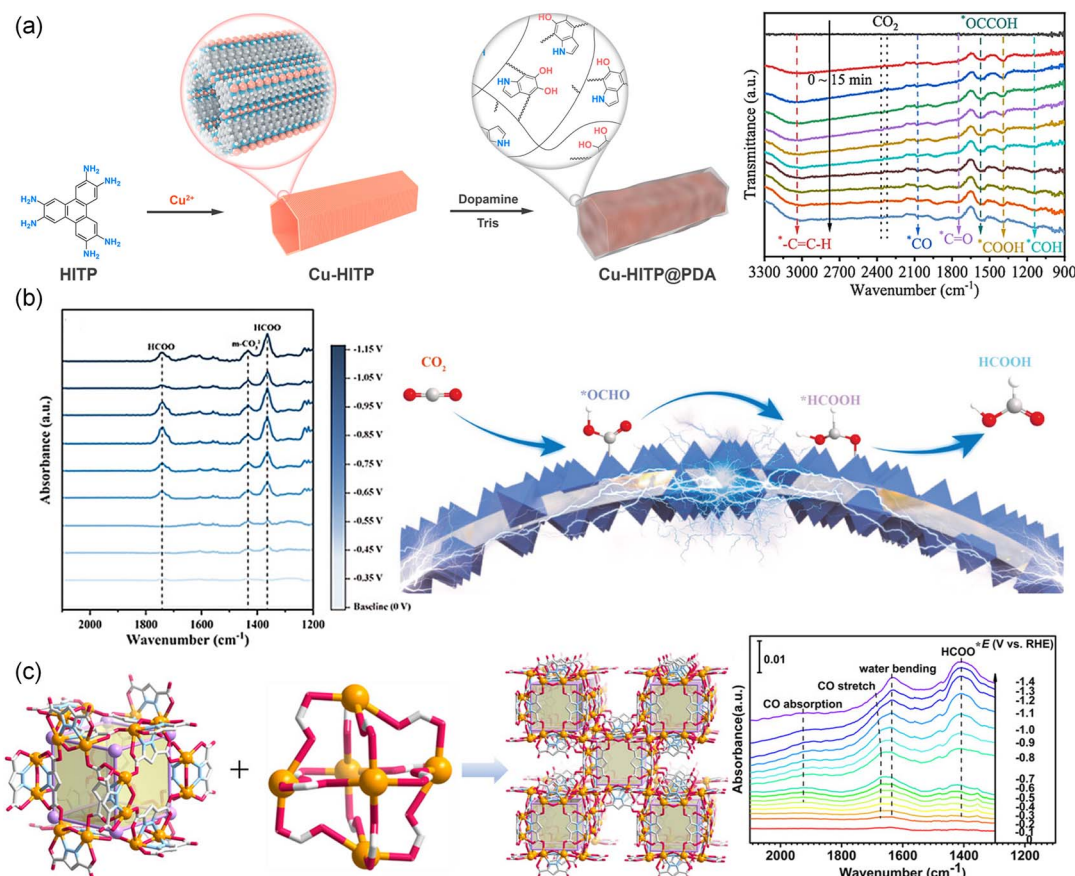 (a)
HO
OH
HN
OH
OH
HN
NH
HO
OH
NH₂
NH₂
H₂N
H₂N
NH₂
NH₂
Cu²⁺
Dopamine
Tris
HITP
Cu-HITP
Cu-HITP@PDA
CO₂
*OCCOH
0 ~ 15 min
*-C=C-H
*CO
*C=O
*COOH
*COH
Transmittance (a.u.)
3300 3000 2700 2400 2100 1800 1500 1200 900
Wavenumber (cm⁻¹)
(b)
HCOO
m-CO₃²
HCOO
-1.15 V
-1.05 V
-0.95 V
-0.85 V
-0.75 V
-0.65 V
-0.55 V
-0.45 V
-0.35 V
Baseline (0 V)
Absorbance (a.u.)
2000 1800 1600 1400 1200
Wavenumber (cm⁻¹)
CO₂
*OCHO
*HCOOH
HCOOH
(c)
0.01
HCOO*
E (V vs. RHE)
water bending
CO stretch
CO absorption
-1.4
-1.3
-1.2
-1.1
-1.0
-0.9
-0.8
-0.7
-0.6
-0.5
-0.4
-0.3
-0.2
-0.1
0
Absorbance(a.u.)
2000 1800 1600 1400 1200
Wavenumber (cm⁻¹)